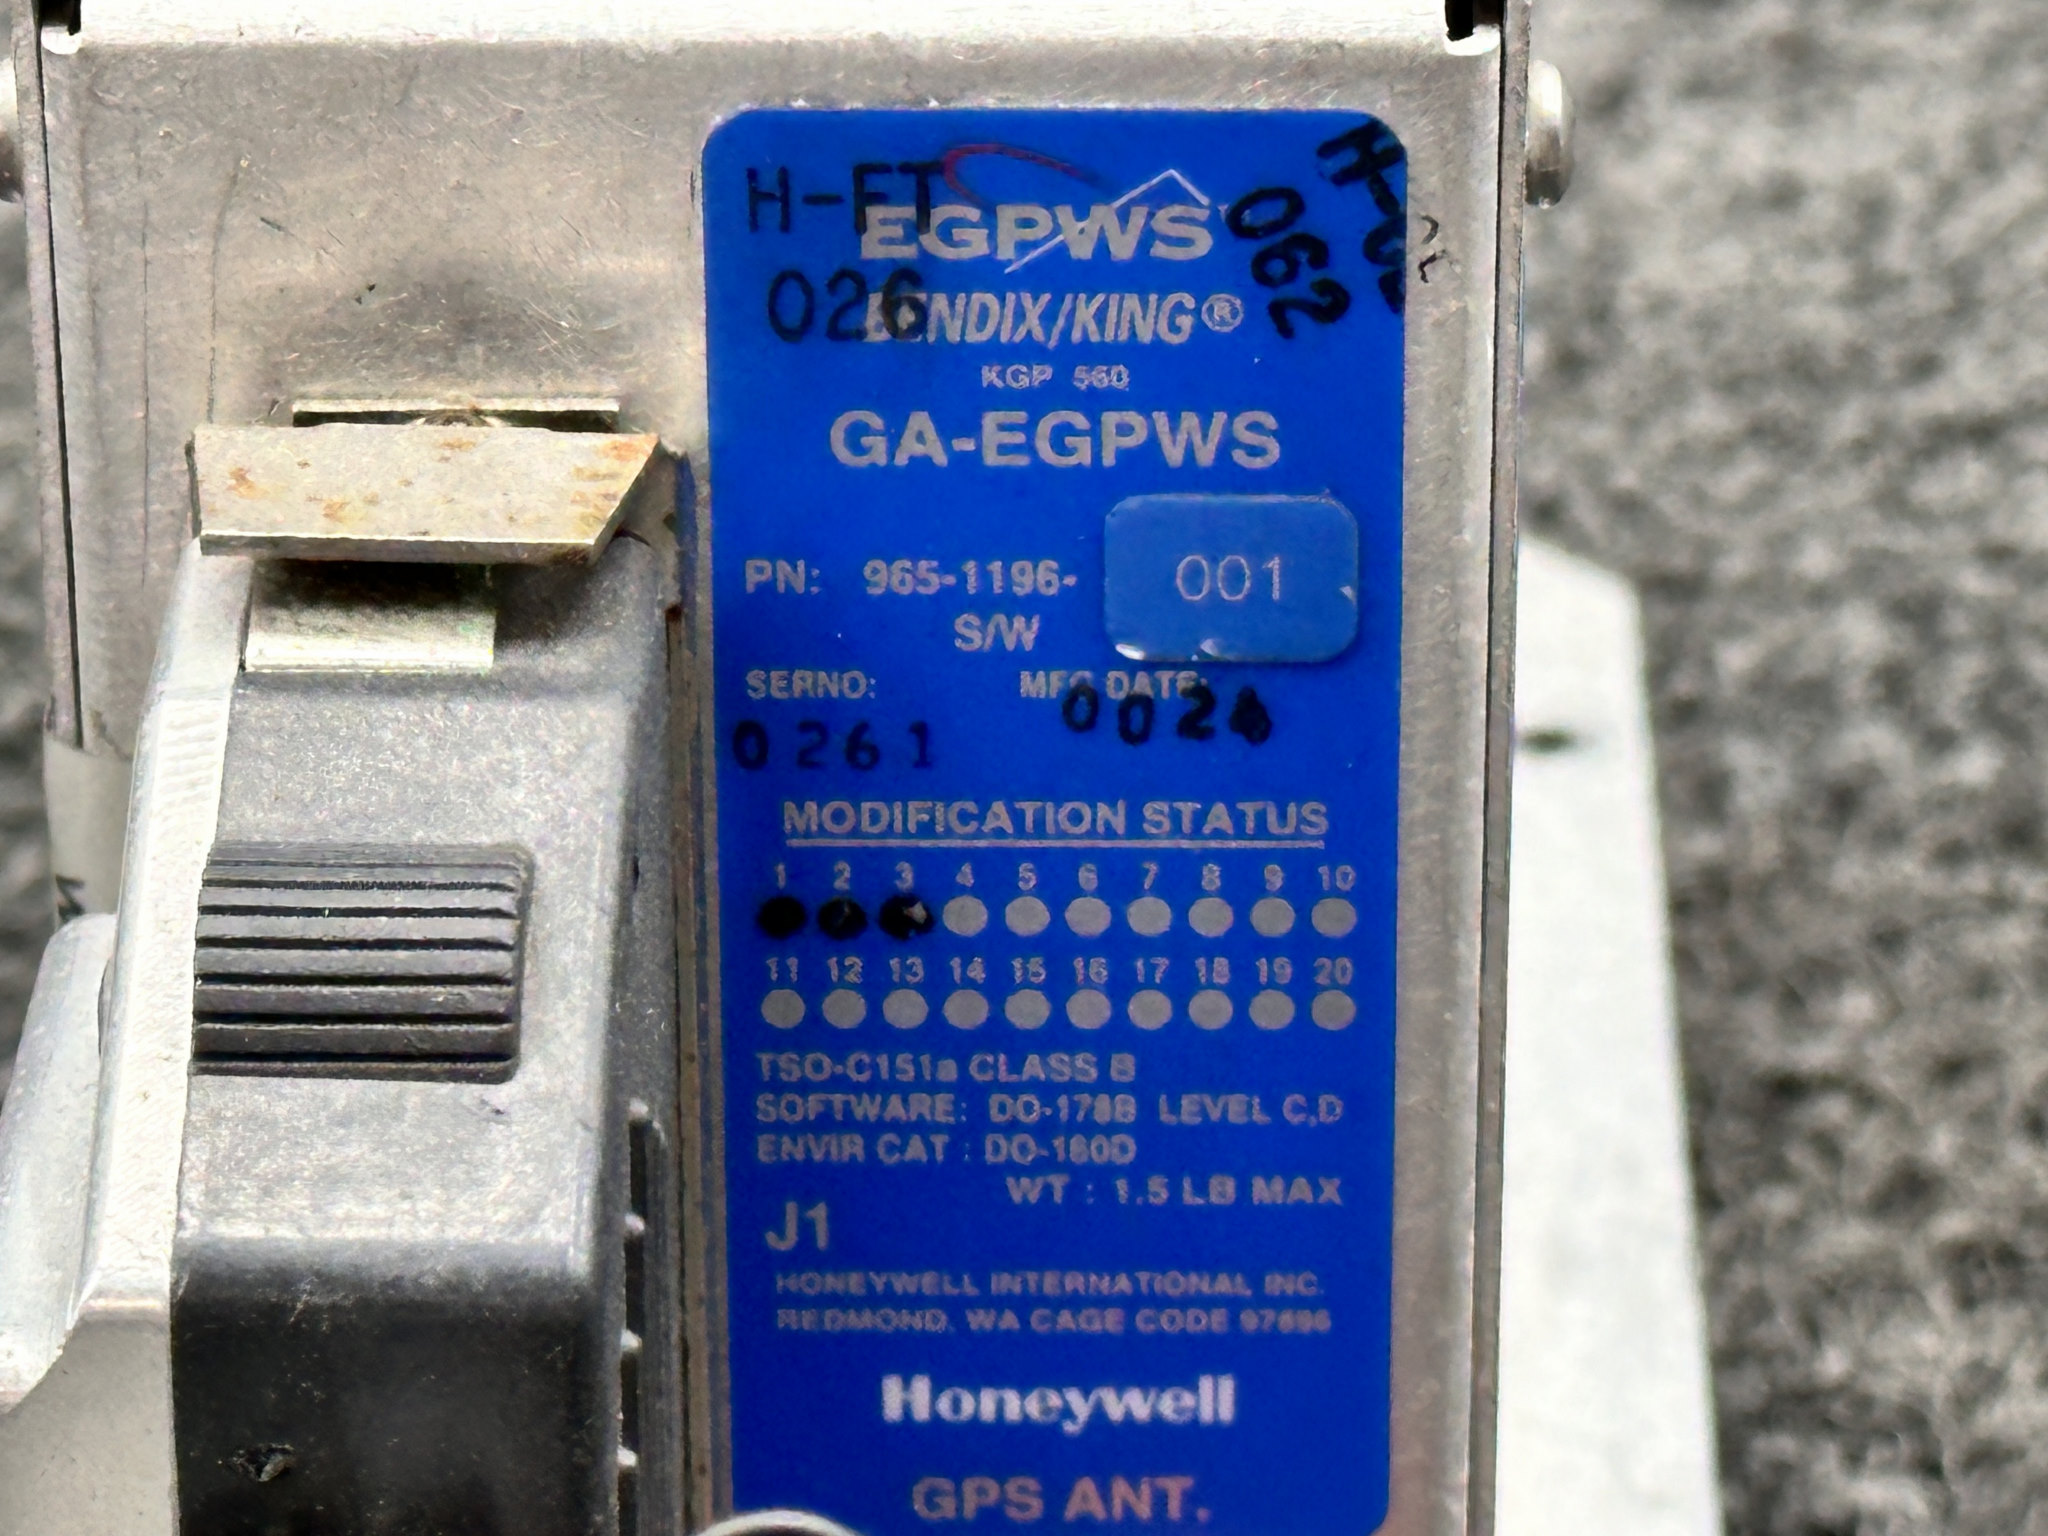 H-FT
026
H-
062
EGPWS
BENDIX/KING®
KGP 560
GA-EGPWS
PN: 965-1196- 001
S/W
SERNO: MFG DATE:
0261 002
MODIFICATION STATUS
1 2 3 4 5 6 7 8 9 10
11 12 13 14 15 16 17 18 19 20
TSO-C151a CLASS B
SOFTWARE: DO-178B LEVEL C,D
ENVIR CAT : DO-160D
WT : 1.5 LB MAX
J1
HONEYWELL INTERNATIONAL INC.
REDMOND, WA CAGE CODE 97896
Honeywell
GPS ANT.